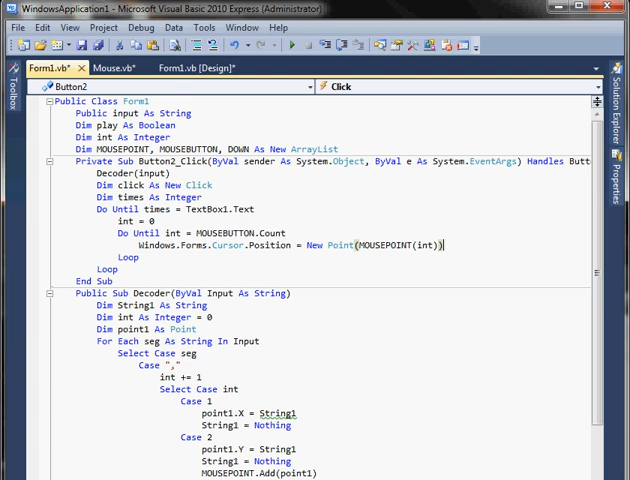 WindowsApplication1 - Microsoft Visual Basic 2010 Express (Administrator)
File Edit View Project Debug Data Tools Window Help
Form1.vb* Mouse.vb* Form1.vb [Design]*
Button2 Click
Toolbox
Solution Explorer
Properties
Public Class Form1
Public input As String
Dim play As Boolean
Dim int As Integer
Dim MOUSEPOINT, MOUSEBUTTON, DOWN As New ArrayList
Private Sub Button2_Click(ByVal sender As System.Object, ByVal e As System.EventArgs) Handles Butt
Decoder(input)
Dim click As New Click
Dim times As Integer
Do Until times = TextBox1.Text
int = 0
Do Until int = MOUSEBUTTON.Count
Windows.Forms.Cursor.Position = New Point(MOUSEPOINT(int))
Loop
Loop
End Sub
Public Sub Decoder(ByVal Input As String)
Dim String1 As String
Dim int As Integer = 0
Dim point1 As Point
For Each seg As String In Input
Select Case seg
Case ","
int += 1
Select Case int
Case 1
point1.X = String1
String1 = Nothing
Case 2
point1.Y = String1
String1 = Nothing
MOUSEPOINT.Add(point1)